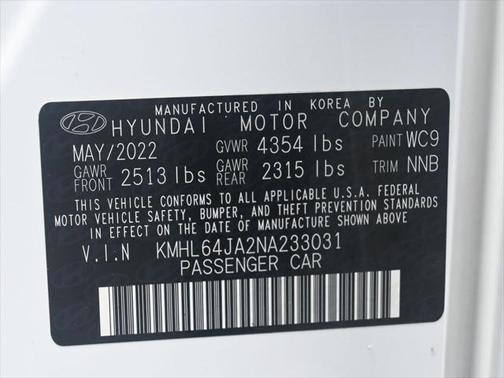 MANUFACTURED IN KOREA BY
HYUNDAI MOTOR COMPANY
MAY/2022 GVWR 4354 lbs PAINT WC9
GAWR FRONT 2513 lbs GAWR REAR 2315 lbs TRIM NNB
THIS VEHICLE CONFORMS TO ALL APPLICABLE U.S.A. FEDERAL
MOTOR VEHICLE SAFETY, BUMPER, AND THEFT PREVENTION STANDARDS
IN EFFECT ON THE DATE OF MANUFACTURE SHOWN ABOVE.
V.I.N KMHL64JA2NA233031
PASSENGER CAR